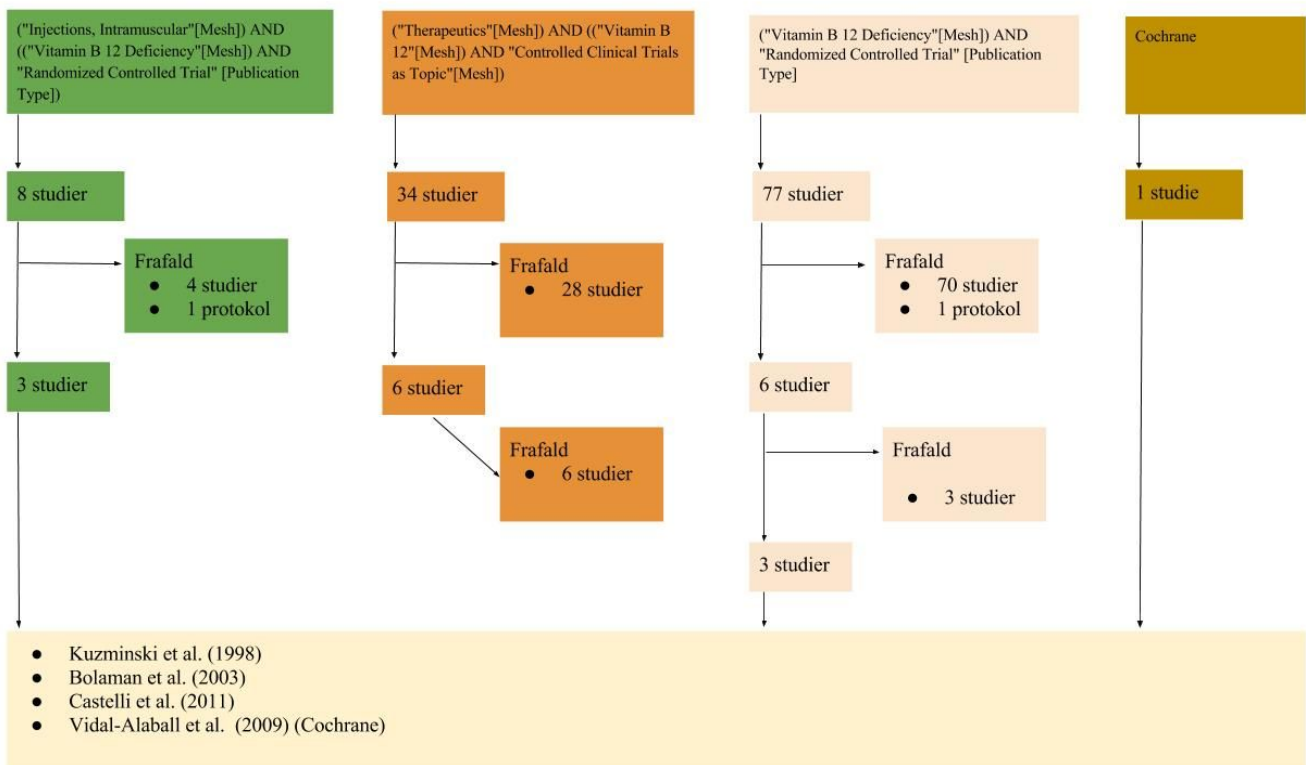 ("Injections, Intramuscular"[Mesh]) AND
(("Vitamin B 12 Deficiency"[Mesh]) AND
"Randomized Controlled Trial" [Publication
Type])
("Therapeutics"[Mesh]) AND (("Vitamin B
12"[Mesh]) AND "Controlled Clinical Trials
as Topic"[Mesh])
("Vitamin B 12 Deficiency"[Mesh]) AND
"Randomized Controlled Trial" [Publication
Type]
Cochrane
8 studier
34 studier
77 studier
1 studie
Frafald
● 4 studier
● 1 protokol
Frafald
● 28 studier
Frafald
● 70 studier
● 1 protokol
3 studier
6 studier
6 studier
Frafald
● 6 studier
Frafald
● 3 studier
3 studier
● Kuzminski et al. (1998)
● Bolaman et al. (2003)
● Castelli et al. (2011)
● Vidal-Alaball et al. (2009) (Cochrane)